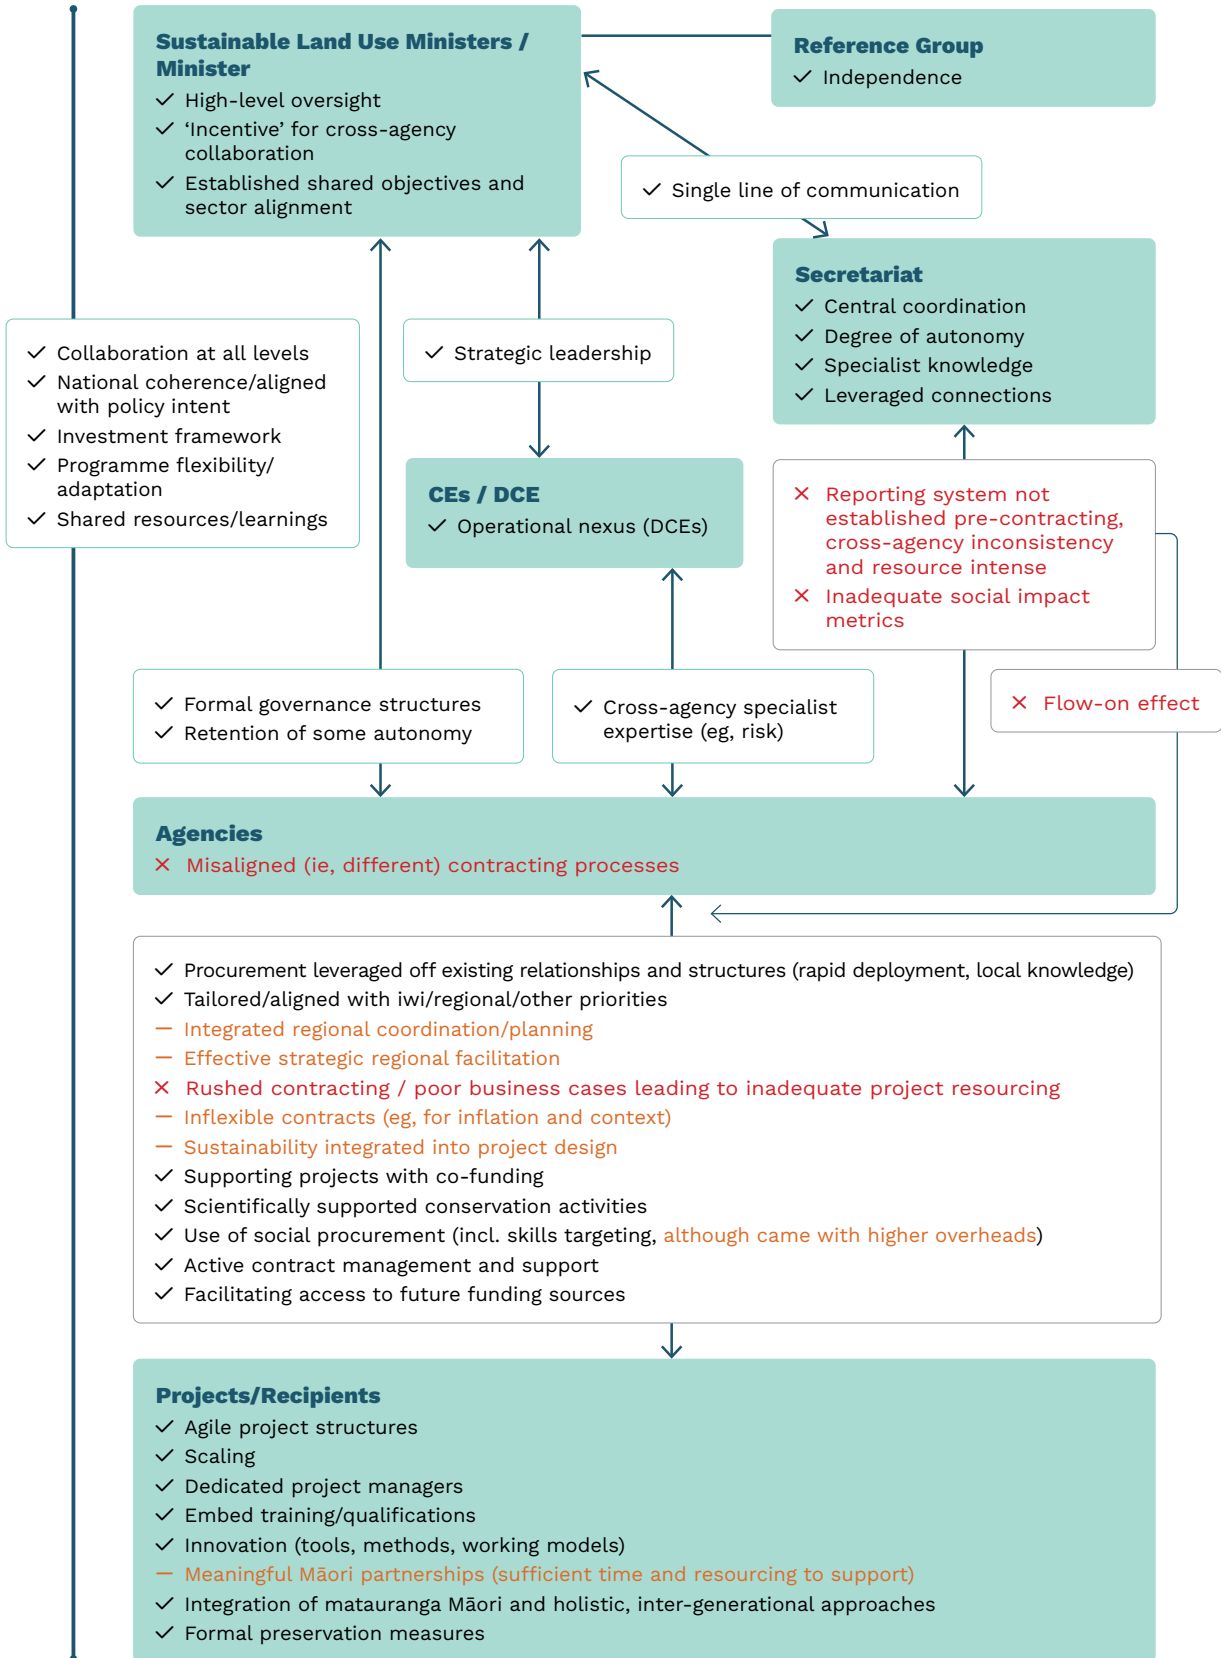 Sustainable Land Use Ministers /
Minister
✓ High-level oversight
✓ ‘Incentive’ for cross-agency
collaboration
✓ Established shared objectives and
sector alignment
Reference Group
✓ Independence
✓ Single line of communication
Secretariat
✓ Central coordination
✓ Degree of autonomy
✓ Specialist knowledge
✓ Leveraged connections
✓ Collaboration at all levels
✓ National coherence/aligned
with policy intent
✓ Investment framework
✓ Programme flexibility/
adaptation
✓ Shared resources/learnings
✓ Strategic leadership
CEs / DCE
✓ Operational nexus (DCEs)
✕ Reporting system not
established pre-contracting,
cross-agency inconsistency
and resource intense
✕ Inadequate social impact
metrics
✓ Formal governance structures
✓ Retention of some autonomy
✓ Cross-agency specialist
expertise (eg, risk)
✕ Flow-on effect
Agencies
✕ Misaligned (ie, different) contracting processes
✓ Procurement leveraged off existing relationships and structures (rapid deployment, local knowledge)
✓ Tailored/aligned with iwi/regional/other priorities
– Integrated regional coordination/planning
– Effective strategic regional facilitation
✕ Rushed contracting / poor business cases leading to inadequate project resourcing
– Inflexible contracts (eg, for inflation and context)
– Sustainability integrated into project design
✓ Supporting projects with co-funding
✓ Scientifically supported conservation activities
✓ Use of social procurement (incl. skills targeting, although came with higher overheads)
✓ Active contract management and support
✓ Facilitating access to future funding sources
Projects/Recipients
✓ Agile project structures
✓ Scaling
✓ Dedicated project managers
✓ Embed training/qualifications
✓ Innovation (tools, methods, working models)
– Meaningful Māori partnerships (sufficient time and resourcing to support)
✓ Integration of matauranga Māori and holistic, inter-generational approaches
✓ Formal preservation measures